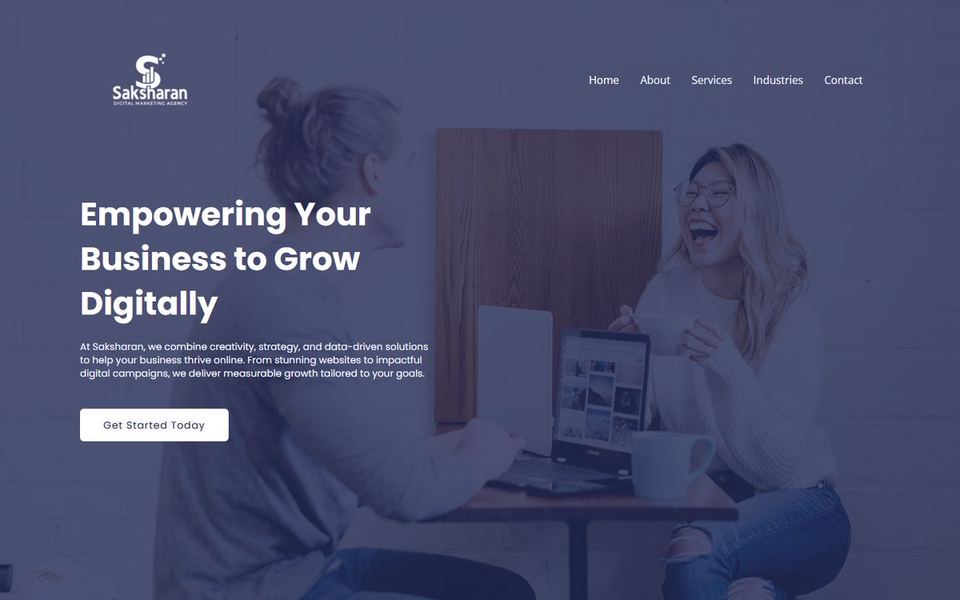 Saksharan
DIGITAL MARKETING AGENCY
Home
About
Services
Industries
Contact
Empowering Your
Business to Grow
Digitally
At Saksharan, we combine creativity, strategy, and data-driven solutions
to help your business thrive online. From stunning websites to impactful
digital campaigns, we deliver measurable growth tailored to your goals.
Get Started Today